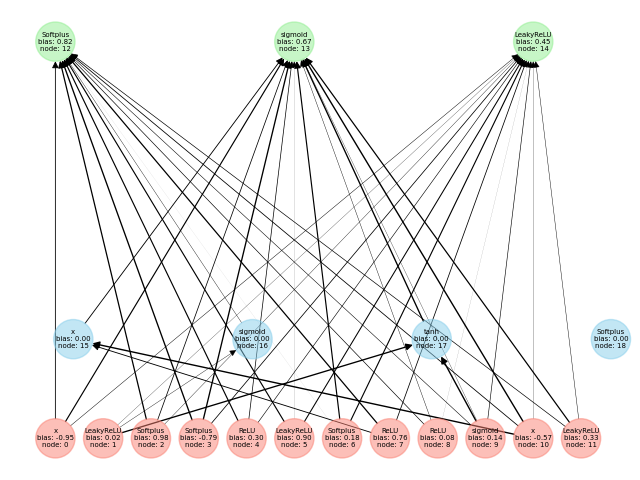 Softplus
bias: 0.82
node: 12
sigmoid
bias: 0.67
node: 13
LeakyReLU
bias: 0.45
node: 14
x
bias: 0.00
node: 15
sigmoid
bias: 0.00
node: 16
tanh
bias: 0.00
node: 17
Softplus
bias: 0.00
node: 18
x
bias: -0.95
node: 0
LeakyReLU
bias: 0.02
node: 1
Softplus
bias: 0.98
node: 2
Softplus
bias: -0.79
node: 3
ReLU
bias: 0.30
node: 4
LeakyReLU
bias: 0.90
node: 5
Softplus
bias: 0.18
node: 6
ReLU
bias: 0.76
node: 7
ReLU
bias: 0.08
node: 8
sigmoid
bias: 0.14
node: 9
x
bias: -0.57
node: 10
LeakyReLU
bias: 0.33
node: 11